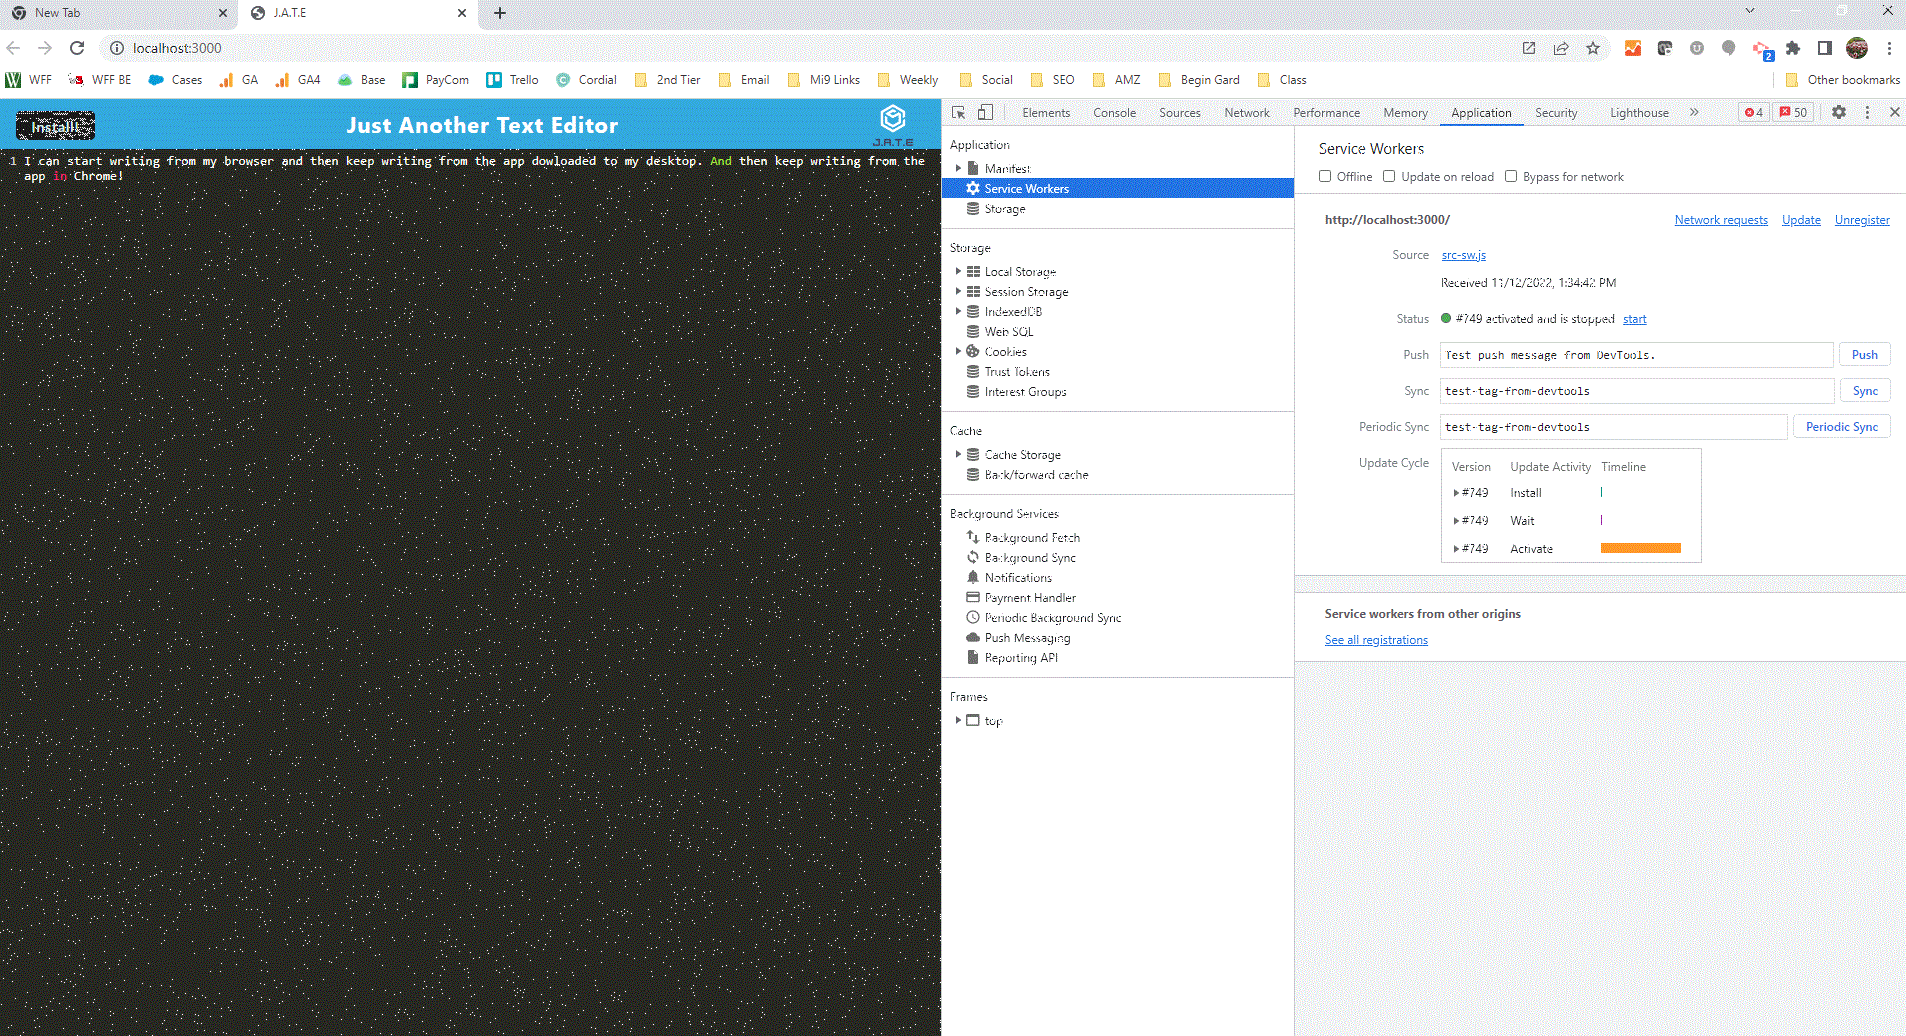 New Tab
J.A.T.E
localhost:3000
2
WFF
WFF BE
Cases
GA
GA4
Base
PayCom
Trello
Cordial
2nd Tier
Email
Mi9 Links
Weekly
Social
SEO
AMZ
Begin Gard
Class
Other bookmarks
Install
Just Another Text Editor
J.A.T.E
1 I can start writing from my browser and then keep writing from the app dowloaded to my desktop. And then keep writing from the
app in Chrome!
Elements
Console
Sources
Network
Performance
Memory
Application
Security
Lighthouse
4
50
Application
Manifest
Service Workers
Storage
Storage
Local Storage
Session Storage
IndexedDB
Web SQL
Cookies
Trust Tokens
Interest Groups
Cache
Cache Storage
Back/forward cache
Background Services
Background Fetch
Background Sync
Notifications
Payment Handler
Periodic Background Sync
Push Messaging
Reporting API
Frames
top
Service Workers
Offline
Update on reload
Bypass for network
http://localhost:3000/
Network requests
Update
Unregister
Source
src-sw.js
Received 11/12/2022, 1:34:42 PM
Status
#749 activated and is stopped
start
Push
Test push message from DevTools.
Push
Sync
test-tag-from-devtools
Sync
Periodic Sync
test-tag-from-devtools
Periodic Sync
Update Cycle
Version Update Activity Timeline
#749 Install
#749 Wait
#749 Activate
Service workers from other origins
See all registrations